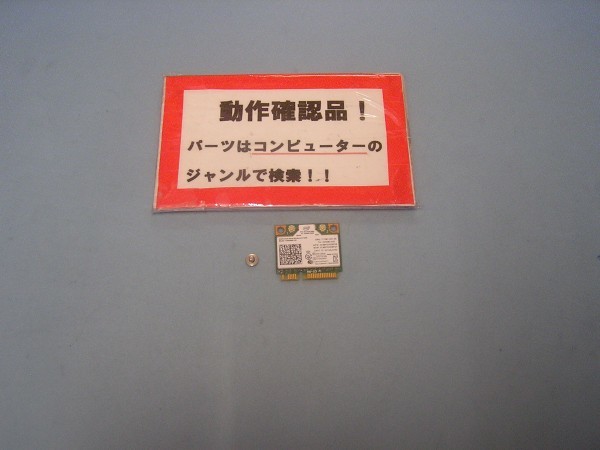 動作確認品！
パーツはコンピューターの
ジャンルで検索！！